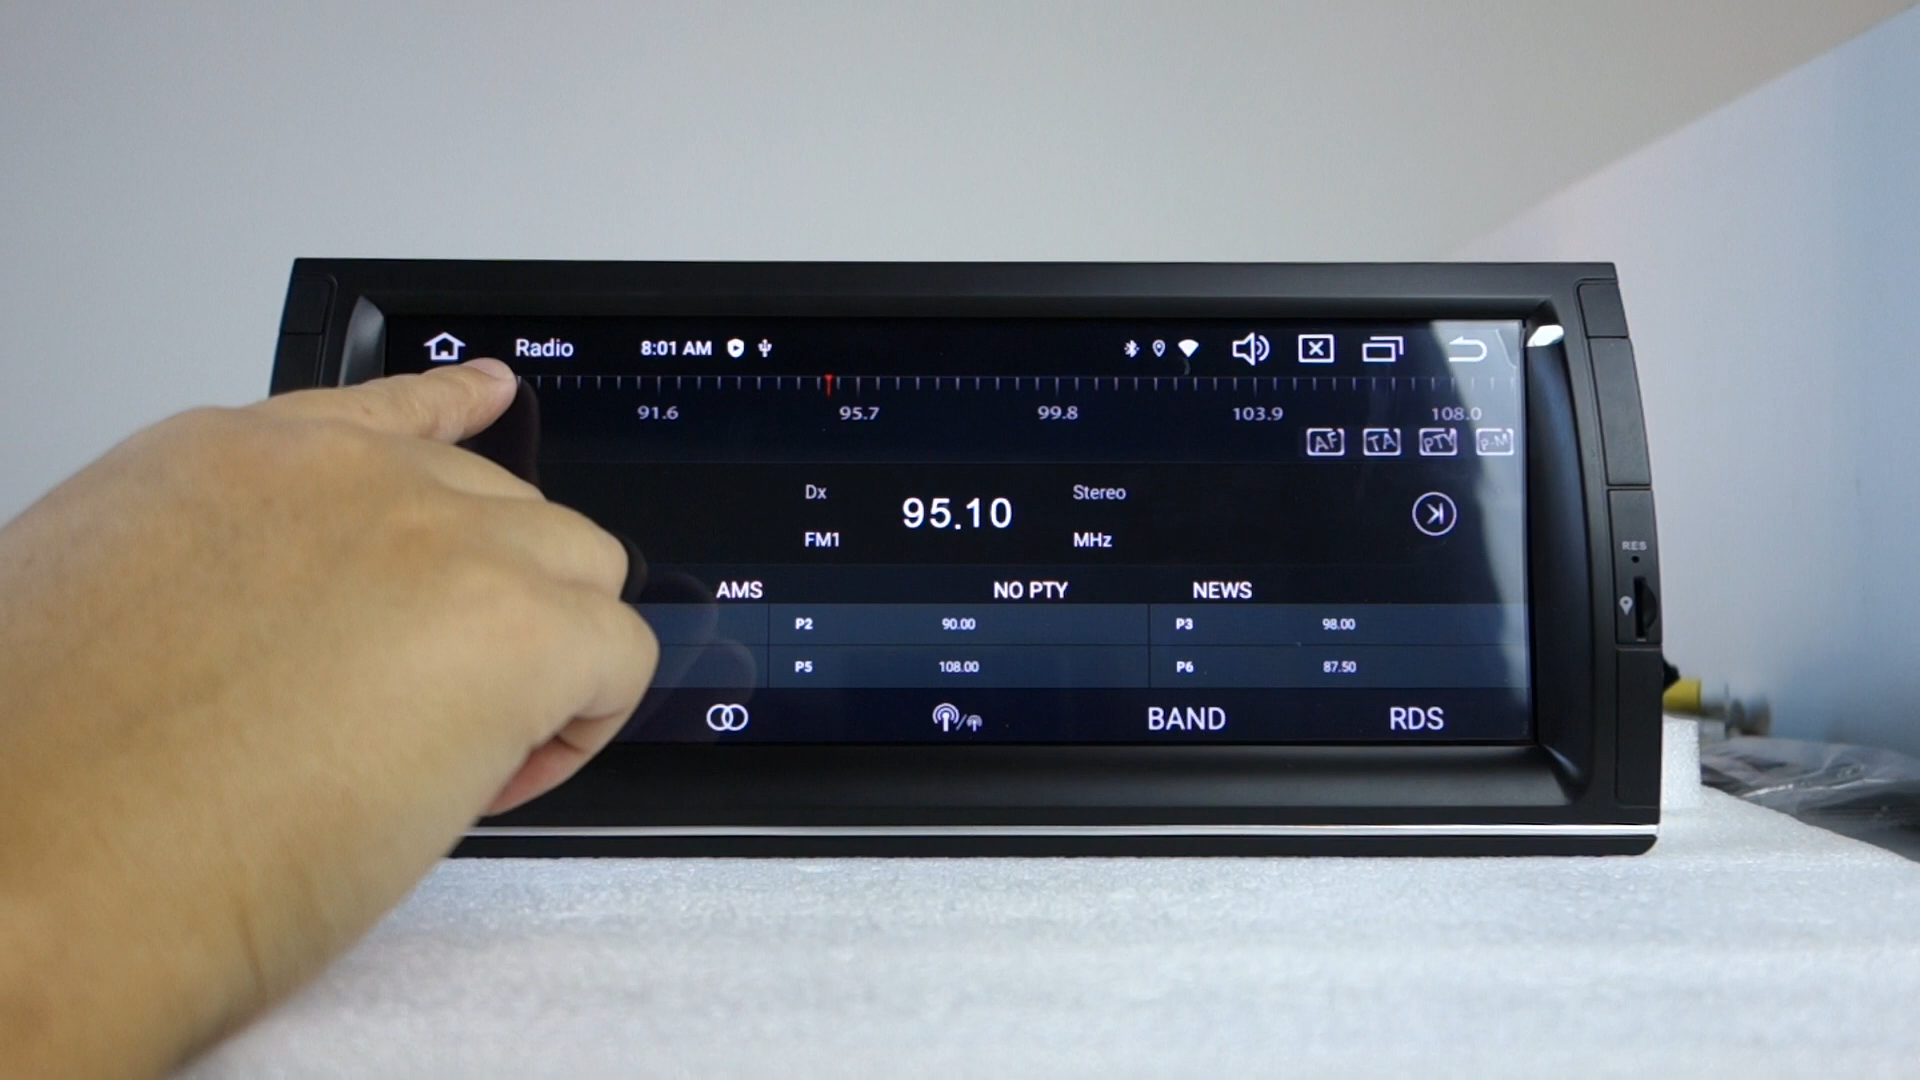 Radio 8:01 AM
91.6 95.7 99.8 103.9 108.0
AF TA PTY P-M
Dx 95.10 Stereo
FM1 MHz
RES
AMS NO PTY NEWS
P2 90.00 P3 98.00
P5 108.00 P6 87.50
BAND RDS